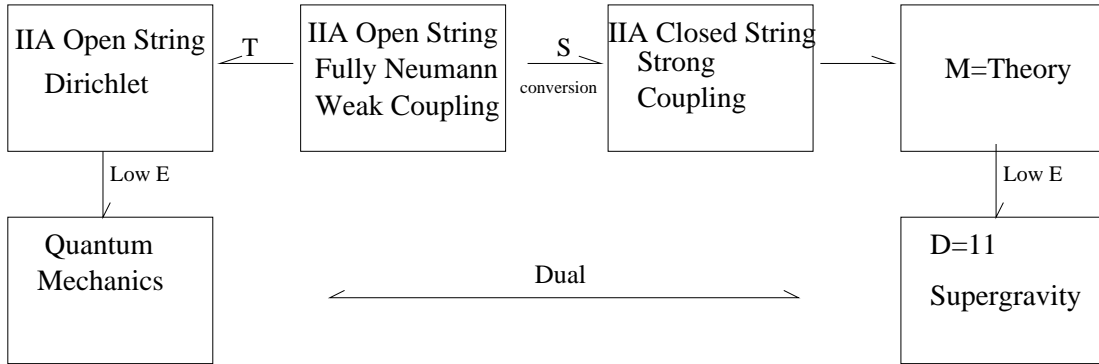 IIA Open String
Dirichlet
T
IIA Open String
Fully Neumann
Weak Coupling
S
conversion
IIA Closed String
Strong
Coupling
M=Theory
Low E
Low E
Quantum
Mechanics
Dual
D=11
Supergravity